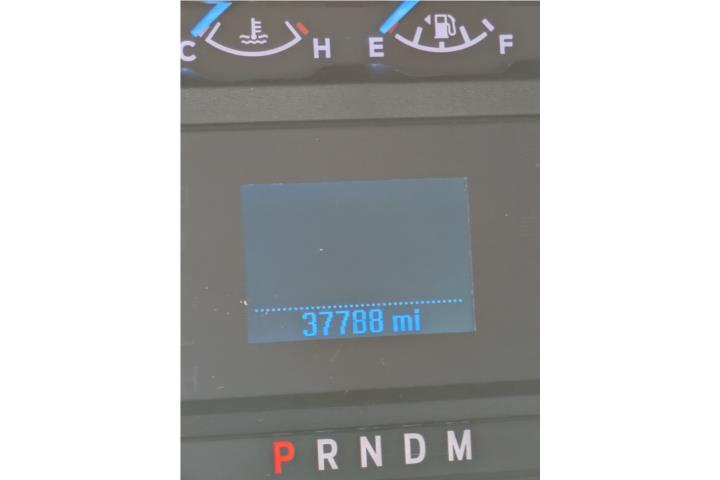 C H E F
37788 mi
P R N D M